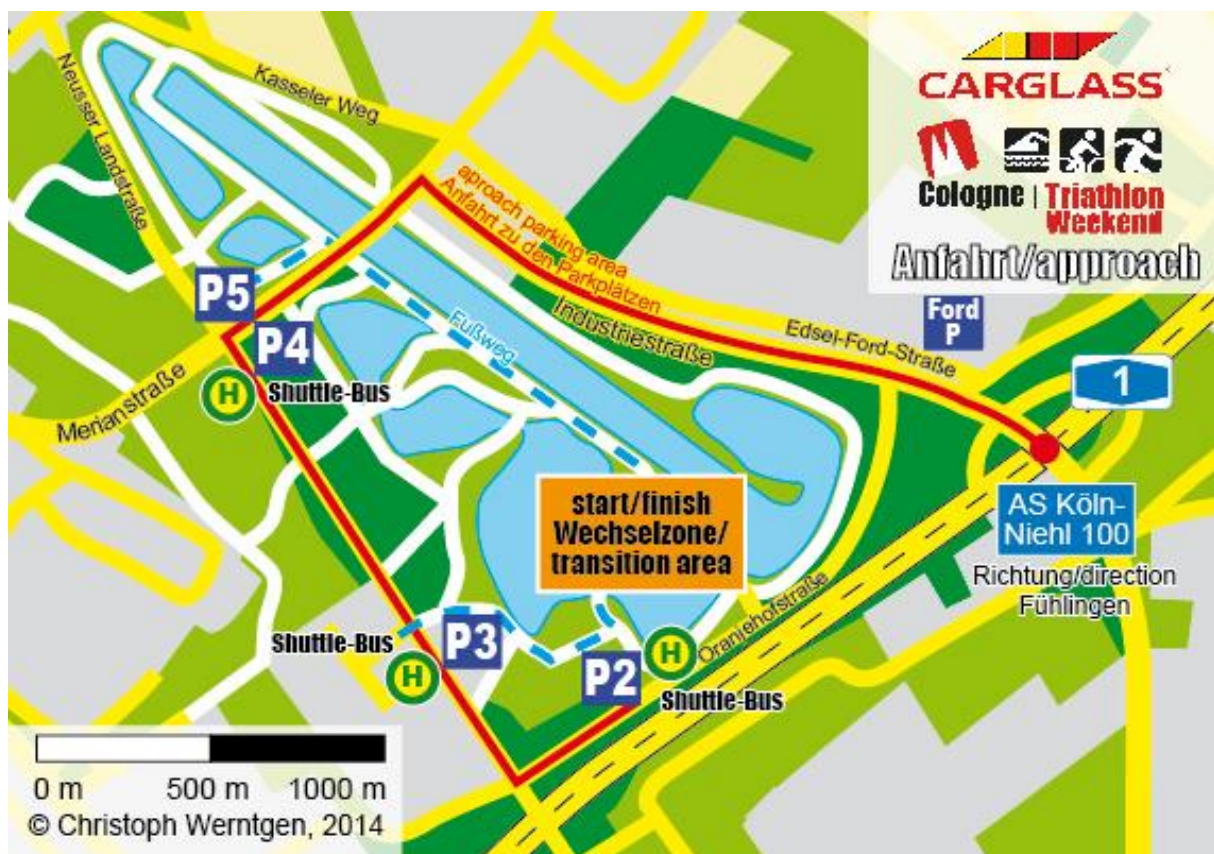 CARGLASS
Cologne | Triathlon
Weekend
Anfahrt/approach
Kasseler Weg
Neusser Landstraße
aproach parking area
Anfahrt zu den Parkplätzen
Industriestraße
Edsel-Ford-Straße
Ford
P
1
P5
P4
H
Shuttle-Bus
Merianstraße
Fußweg
start/finish
Wechselzone/
transition area
AS Köln-
Niehl 100
Richtung/direction
Fühlingen
Oranjehofstraße
Shuttle-Bus
H
P3
P2
H
Shuttle-Bus
0 m 500 m 1000 m
© Christoph Werntgen, 2014